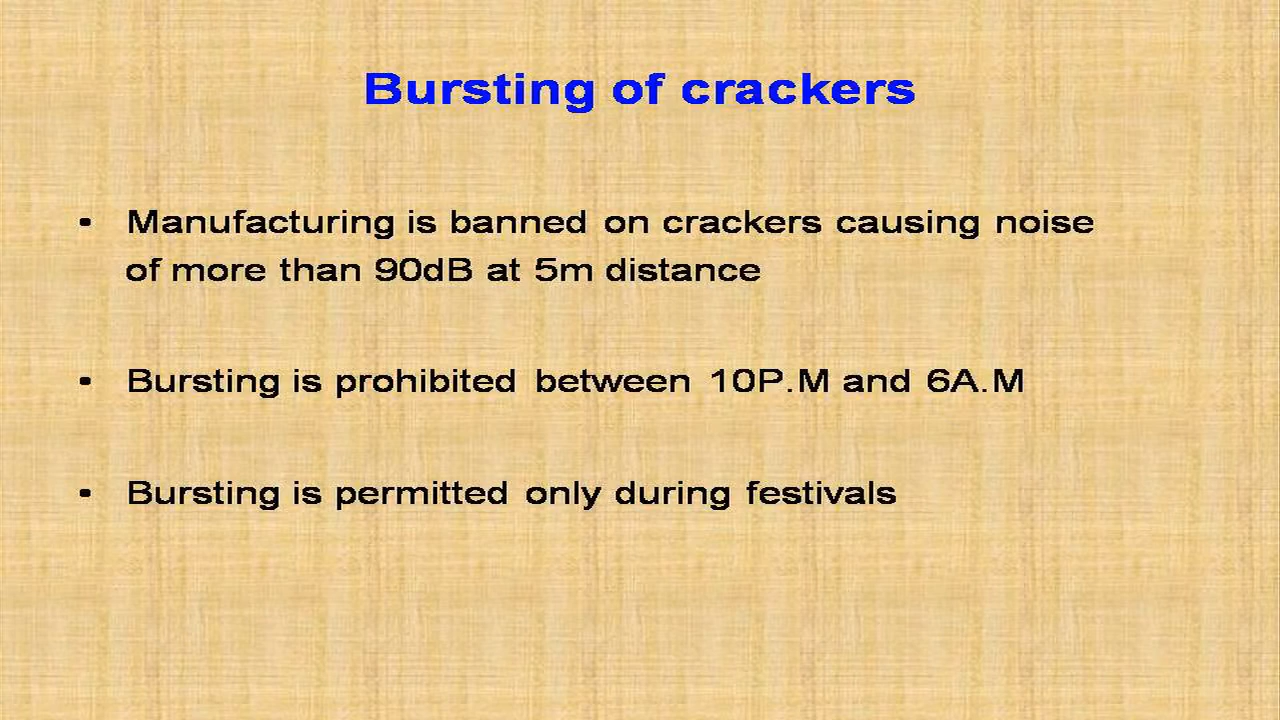 Bursting of crackers
• Manufacturing is banned on crackers causing noise
of more than 90dB at 5m distance
• Bursting is prohibited between 10P.M and 6A.M
• Bursting is permitted only during festivals